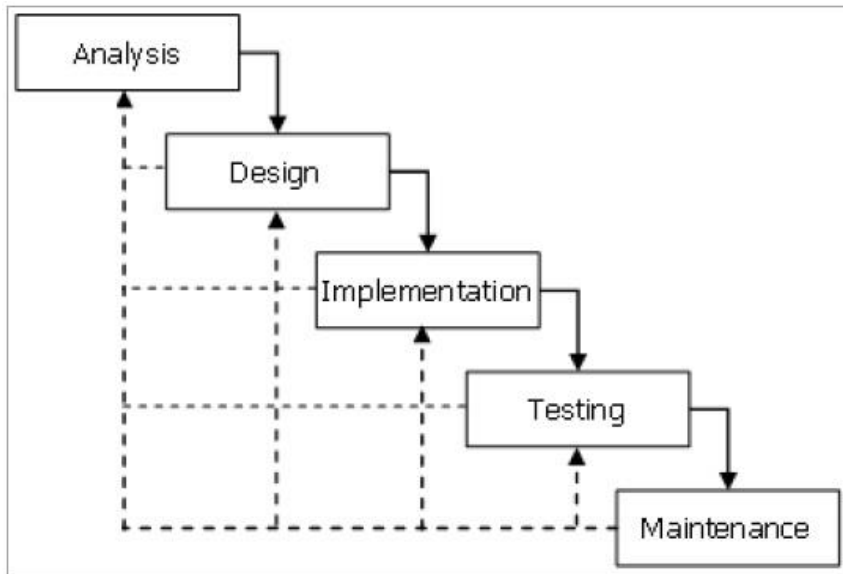 Analysis
Design
Implementation
Testing
Maintenance